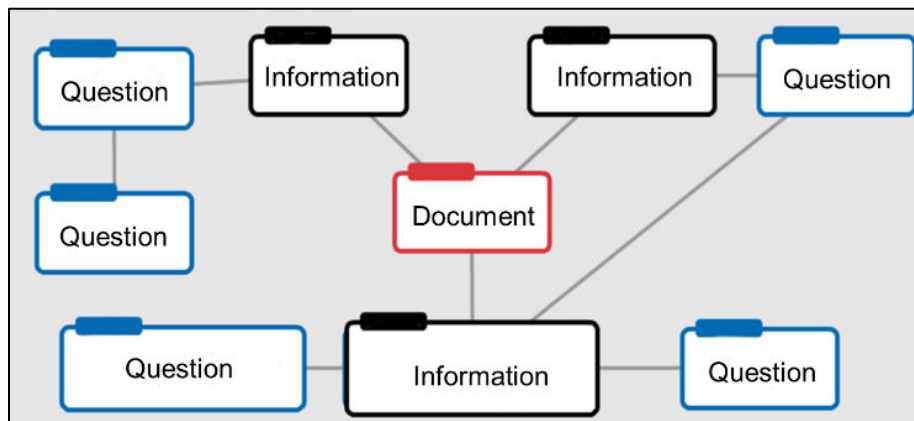 Question
Information
Information
Question
Document
Question
Question
Information
Question